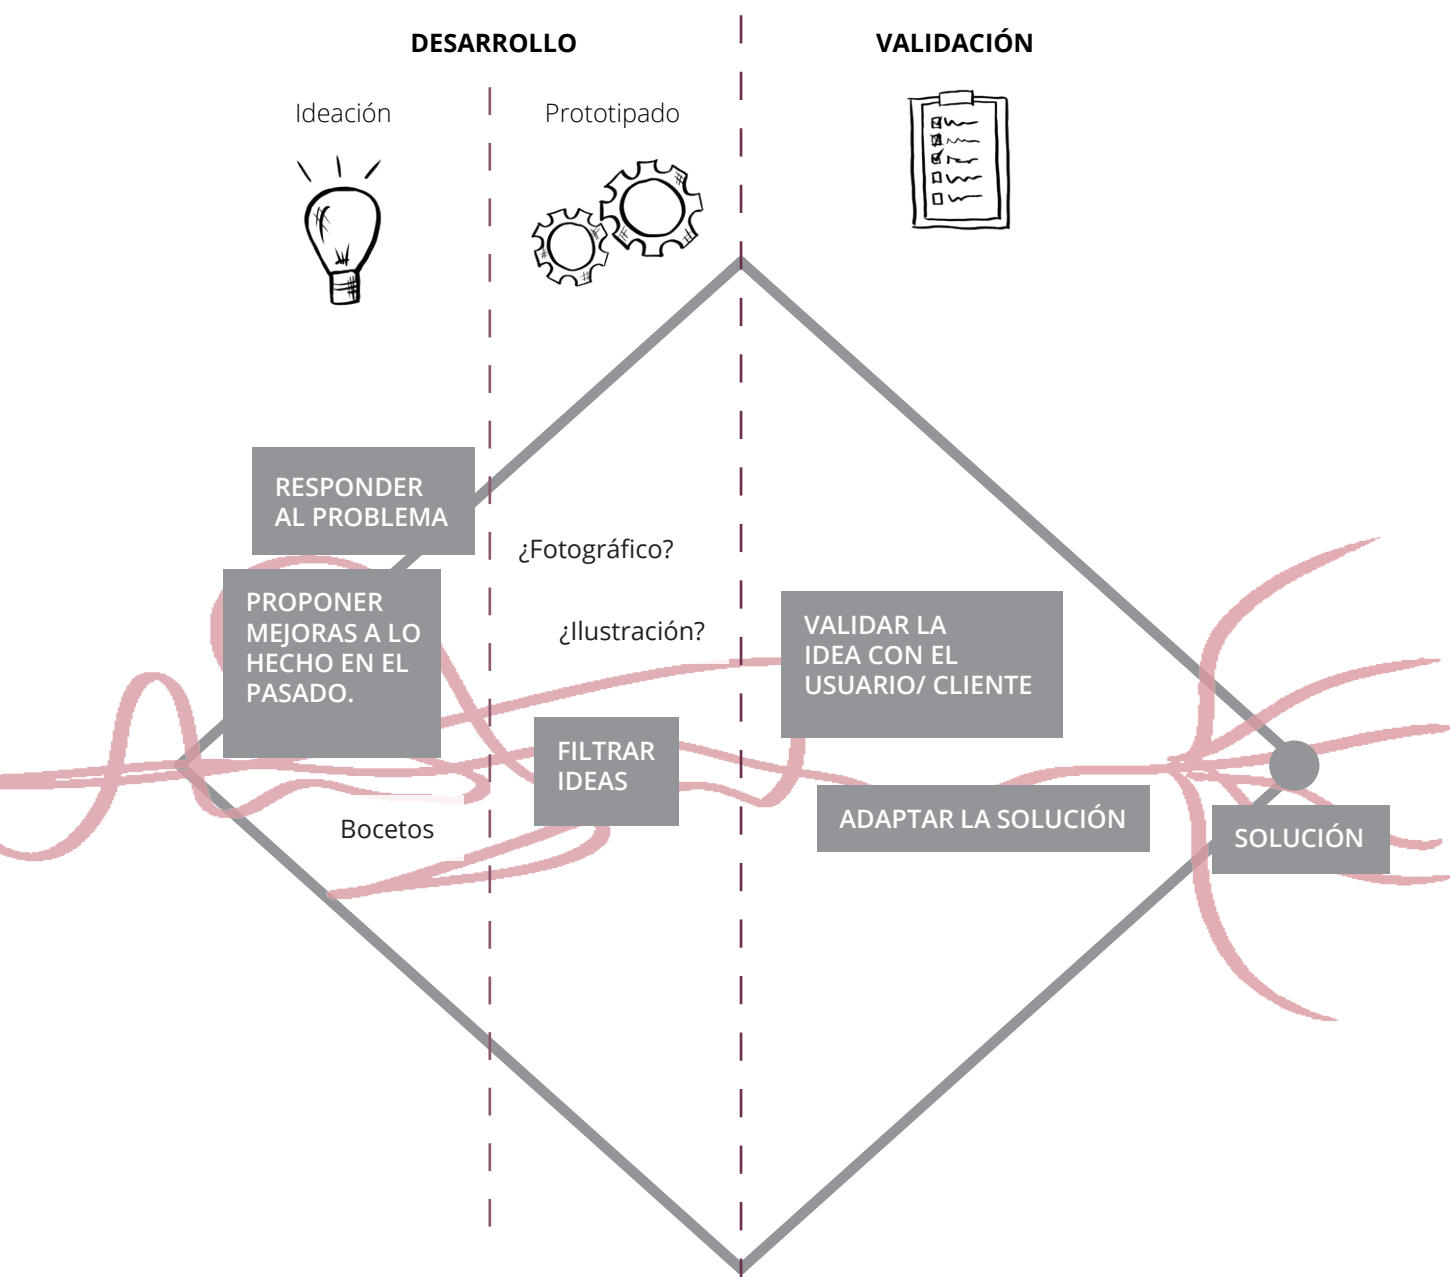 DESARROLLO
VALIDACIÓN
Ideación
Prototipado
RESPONDER
AL PROBLEMA
¿Fotográfico?
PROPONER
MEJORAS A LO
HECHO EN EL
PASADO.
¿Ilustración?
VALIDAR LA
IDEA CON EL
USUARIO/ CLIENTE
FILTRAR
IDEAS
Bocetos
ADAPTAR LA SOLUCIÓN
SOLUCIÓN